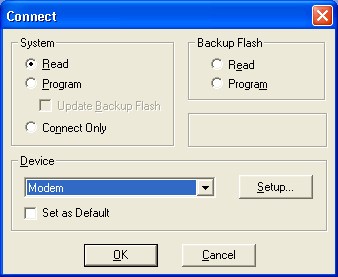 Connect
System
Read
Program
Update Backup Flash
Connect Only
Backup Flash
Read
Program
Device
Modem
Setup...
Set as Default
OK
Cancel